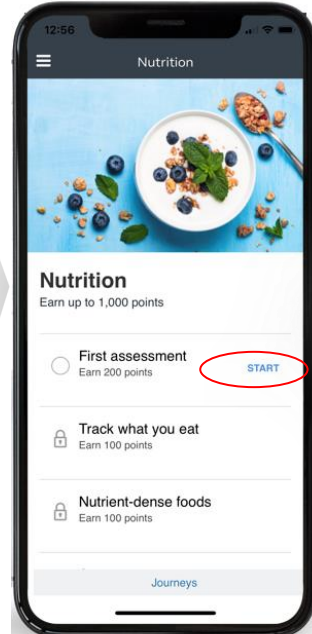 12:56
Nutrition
Nutrition
Earn up to 1,000 points
First assessment
Earn 200 points
START
Track what you eat
Earn 100 points
Nutrient-dense foods
Earn 100 points
Journeys